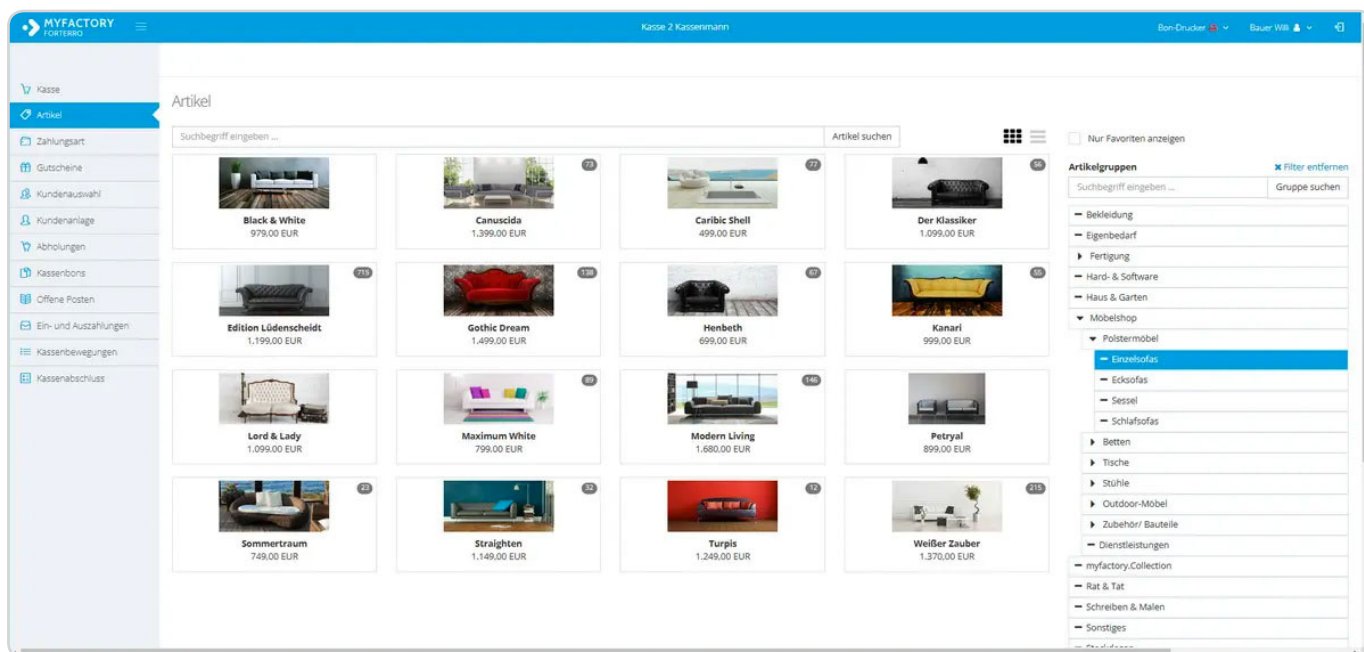 MYFACTORY
FORTERRO
Kasse 2 Kassenmann
Bon-Drucker
Bauer Willi
Kasse
Artikel
Zahlungsart
Gutscheine
Kundenauswahl
Kundenanlage
Abholungen
Kassenbons
Offene Posten
Ein- und Auszahlungen
Kassenbewegungen
Kassenabschluss
Artikel
Suchbegriff eingeben ...
Artikel suchen
Black & White
979,00 EUR
73
Canuscida
1.399,00 EUR
77
Caribic Shell
499,00 EUR
56
Der Klassiker
1.099,00 EUR
715
Edition Lüdenscheidt
1.199,00 EUR
138
Gothic Dream
1.499,00 EUR
67
Henbeth
699,00 EUR
55
Kanari
999,00 EUR
Lord & Lady
1.099,00 EUR
89
Maximum White
799,00 EUR
146
Modern Living
1.680,00 EUR
Petryal
899,00 EUR
23
Sommertraum
749,00 EUR
32
Straighten
1.149,00 EUR
12
Turpis
1.249,00 EUR
215
Weißer Zauber
1.370,00 EUR
Nur Favoriten anzeigen
Artikelgruppen
Filter entfernen
Suchbegriff eingeben ...
Gruppe suchen
Bekleidung
Eigenbedarf
Fertigung
Hard- & Software
Haus & Garten
Möbelshop
Polstermöbel
Einzelsofas
Ecksofas
Sessel
Schlafsofas
Betten
Tische
Stühle
Outdoor-Möbel
Zubehör/ Bauteile
Dienstleistungen
myfactory.Collection
Rat & Tat
Schreiben & Malen
Sonstiges